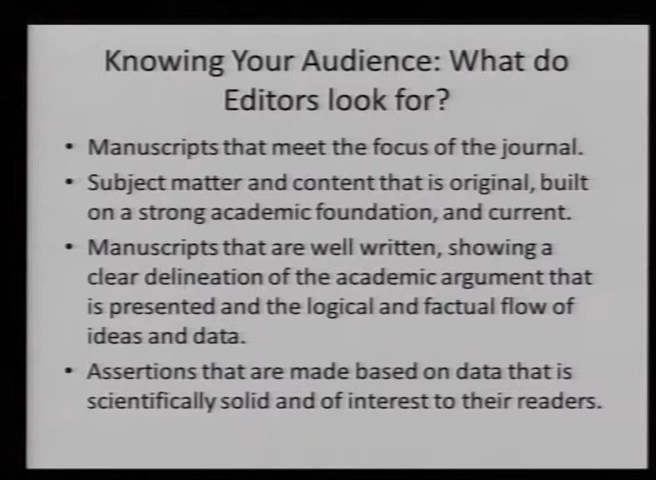 Knowing Your Audience: What do
Editors look for?
• Manuscripts that meet the focus of the journal.
• Subject matter and content that is original, built
on a strong academic foundation, and current.
• Manuscripts that are well written, showing a
clear delineation of the academic argument that
is presented and the logical and factual flow of
ideas and data.
• Assertions that are made based on data that is
scientifically solid and of interest to their readers.